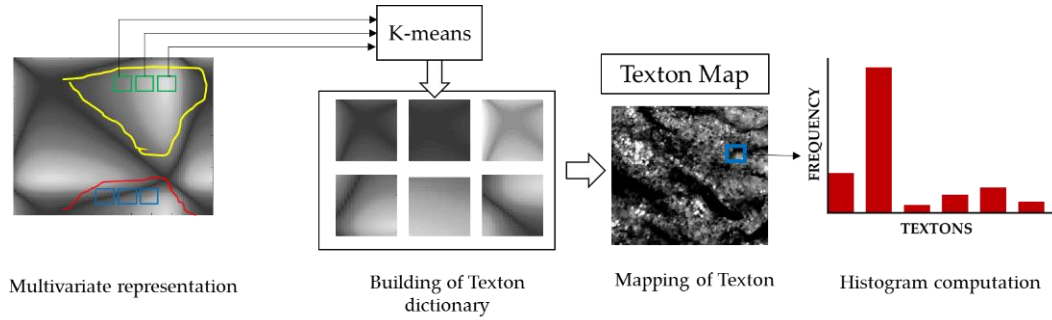 K-means
Texton Map
FREQUENCY
TEXTONS
Multivariate representation
Building of Texton
dictionary
Mapping of Texton
Histogram computation